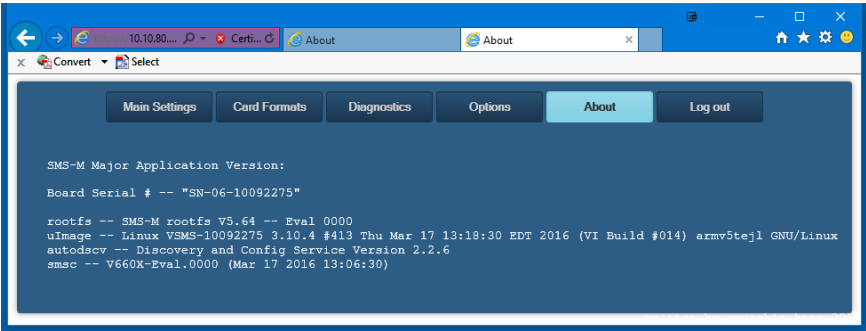 10.10.80.... Certi...
About
About
Convert Select
Main Settings Card Formats Diagnostics Options About Log out
SMS-M Major Application Version:
Board Serial # -- "SN-06-10092275"
rootfs -- SMS-M rootfs V5.64 -- Eval 0000
uImage -- Linux VSMS-10092275 3.10.4 #413 Thu Mar 17 13:18:30 EDT 2016 (VI Build #014) armv5tejl GNU/Linux
autodscv -- Discovery and Config Service Version 2.2.6
smsc -- V660X-Eval.0000 (Mar 17 2016 13:06:30)